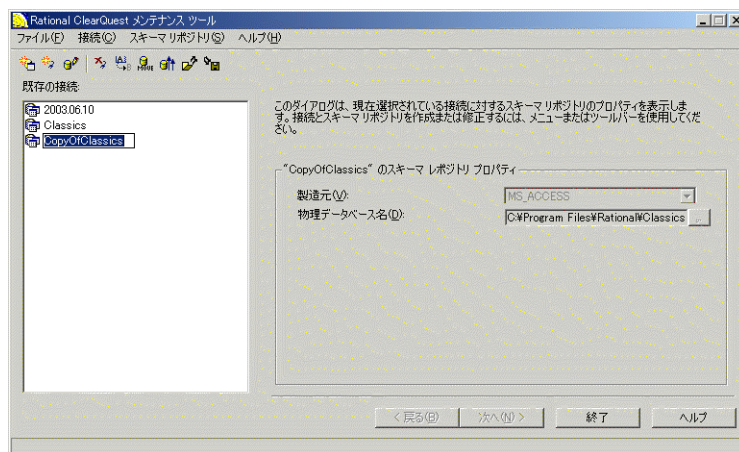 Rational ClearQuest メンテナンス ツール
ファイル(F) 接続(C) スキーマ リポジトリ(S) ヘルプ(H)
既存の接続:
2003.06.10
Classics
CopyOfClassics
このダイアログは、現在選択されている接続に対するスキーマ リポジトリのプロパティを表示しま
す。接続とスキーマ リポジトリを作成または修正するには、メニューまたはツールバーを使用してくだ
さい。
"CopyOfClassics" のスキーマ レポジトリ プロパティ
製造元(V):
MS_ACCESS
物理データベース名(D):
C:¥Program Files¥Rational¥Classics
...
< 戻る(B)
次へ(N) >
終了
ヘルプ